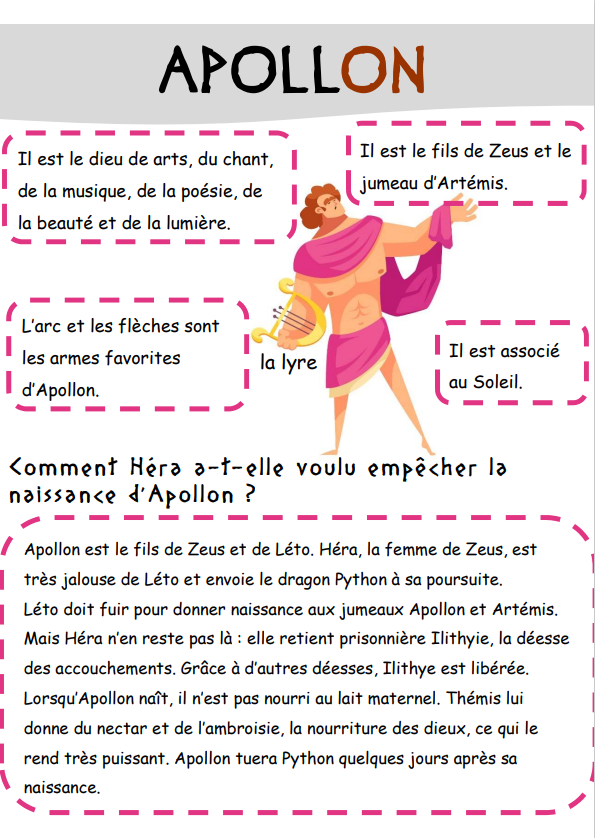 APOLLON
Il est le dieu de arts, du chant,
de la musique, de la poésie, de
la beauté et de la lumière.
Il est le fils de Zeus et le
jumeau d'Artémis.
L'arc et les flèches sont
les armes favorites
d'Apollon.
la lyre
Il est associé
au Soleil.
Comment Héra a-t-elle voulu empêcher la
naissance d'Apollon ?
Apollon est le fils de Zeus et de Léto. Héra, la femme de Zeus, est
très jalouse de Léto et envoie le dragon Python à sa poursuite.
Léto doit fuir pour donner naissance aux jumeaux Apollon et Artémis.
Mais Héra n'en reste pas là : elle retient prisonnière Ilithyie, la déesse
des accouchements. Grâce à d'autres déesses, Ilithye est libérée.
Lorsqu'Apollon naît, il n'est pas nourri au lait maternel. Thémis lui
donne du nectar et de l'ambroisie, la nourriture des dieux, ce qui le
rend très puissant. Apollon tuera Python quelques jours après sa
naissance.